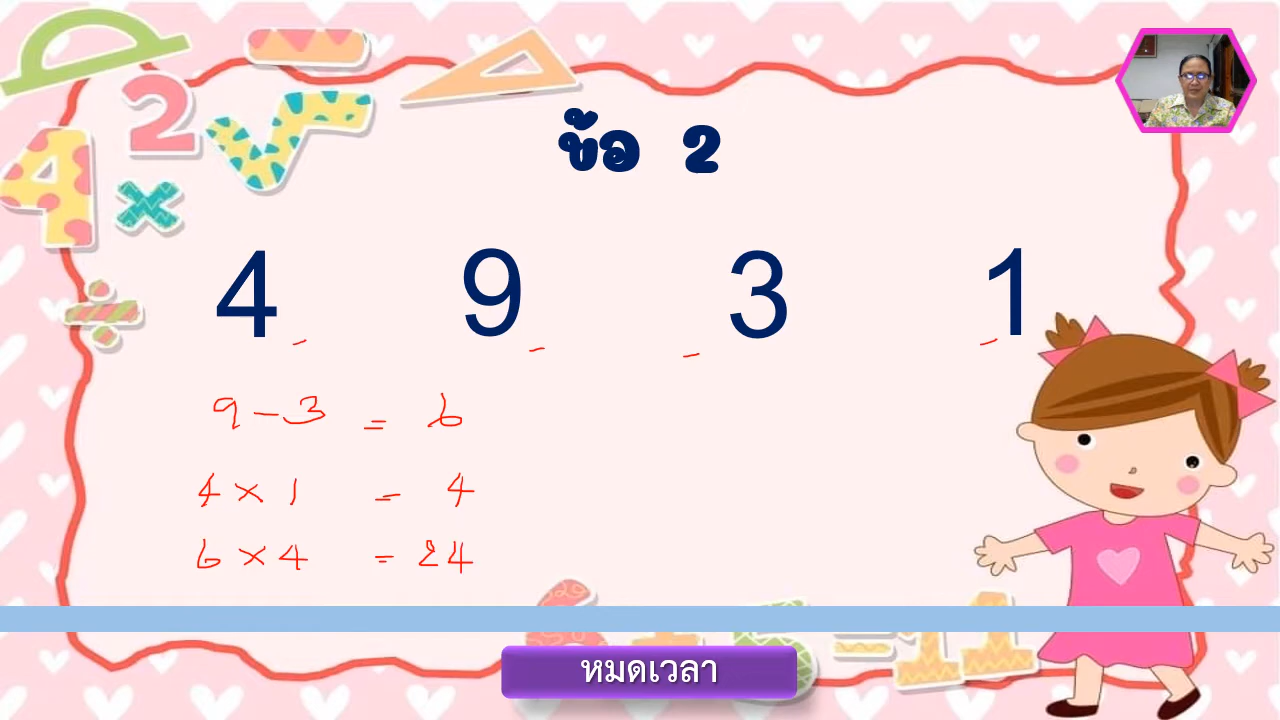 ข้อ 2
4 9 3 1
9 - 3 = 6
4 × 1 = 4
6 × 4 = 24
หมดเวลา